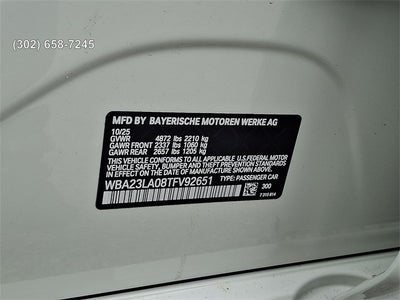 (302) 658-7245
MFD BY BAYERISCHE MOTOREN WERKE AG
10/25
GVWR 4872 lbs 2210 kg
GAWR FRONT 2337 lbs 1060 kg
GAWR REAR 2657 lbs 1205 kg
THIS VEHICLE CONFORMS TO ALL APPLICABLE U.S. FEDERAL MOTOR
VEHICLE SAFETY, BUMPER, AND THEFT PREVENTION STANDARDS IN
EFFECT ON THE DATE OF MANUFACTURE SHOWN ABOVE.
WBA23LA08TFV92651 TYPE: PASSENGER CAR
300